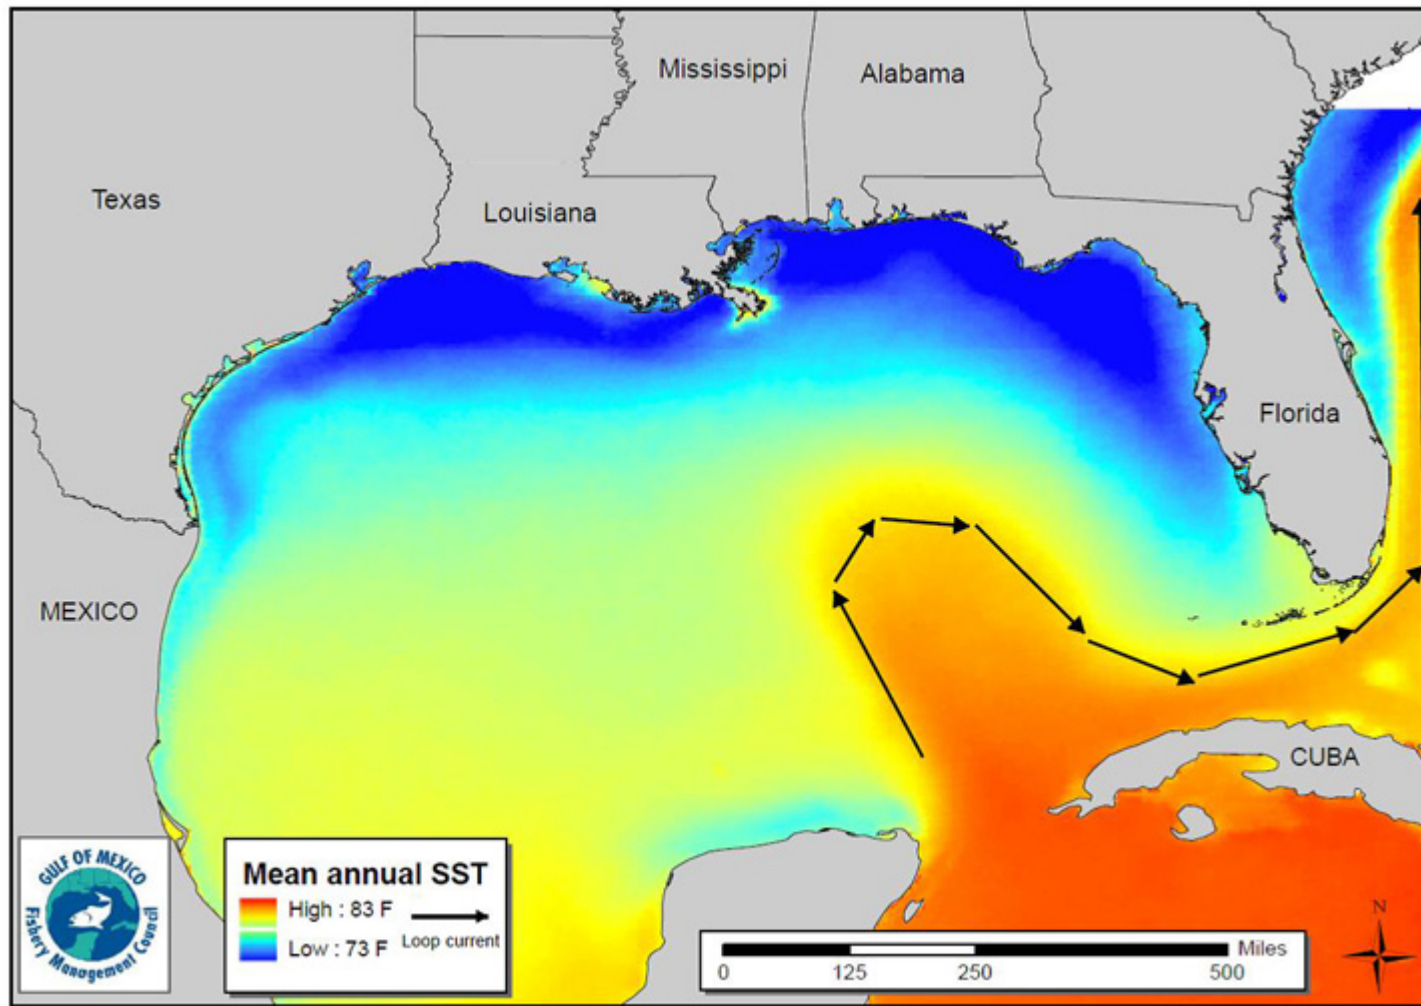 Mississippi
Alabama
Texas
Louisiana
Florida
MEXICO
CUBA
GULF OF MEXICO
Fishery Management Council
Mean annual SST
High : 83 F
Low : 73 F
Loop current
N
Miles
0 125 250 500